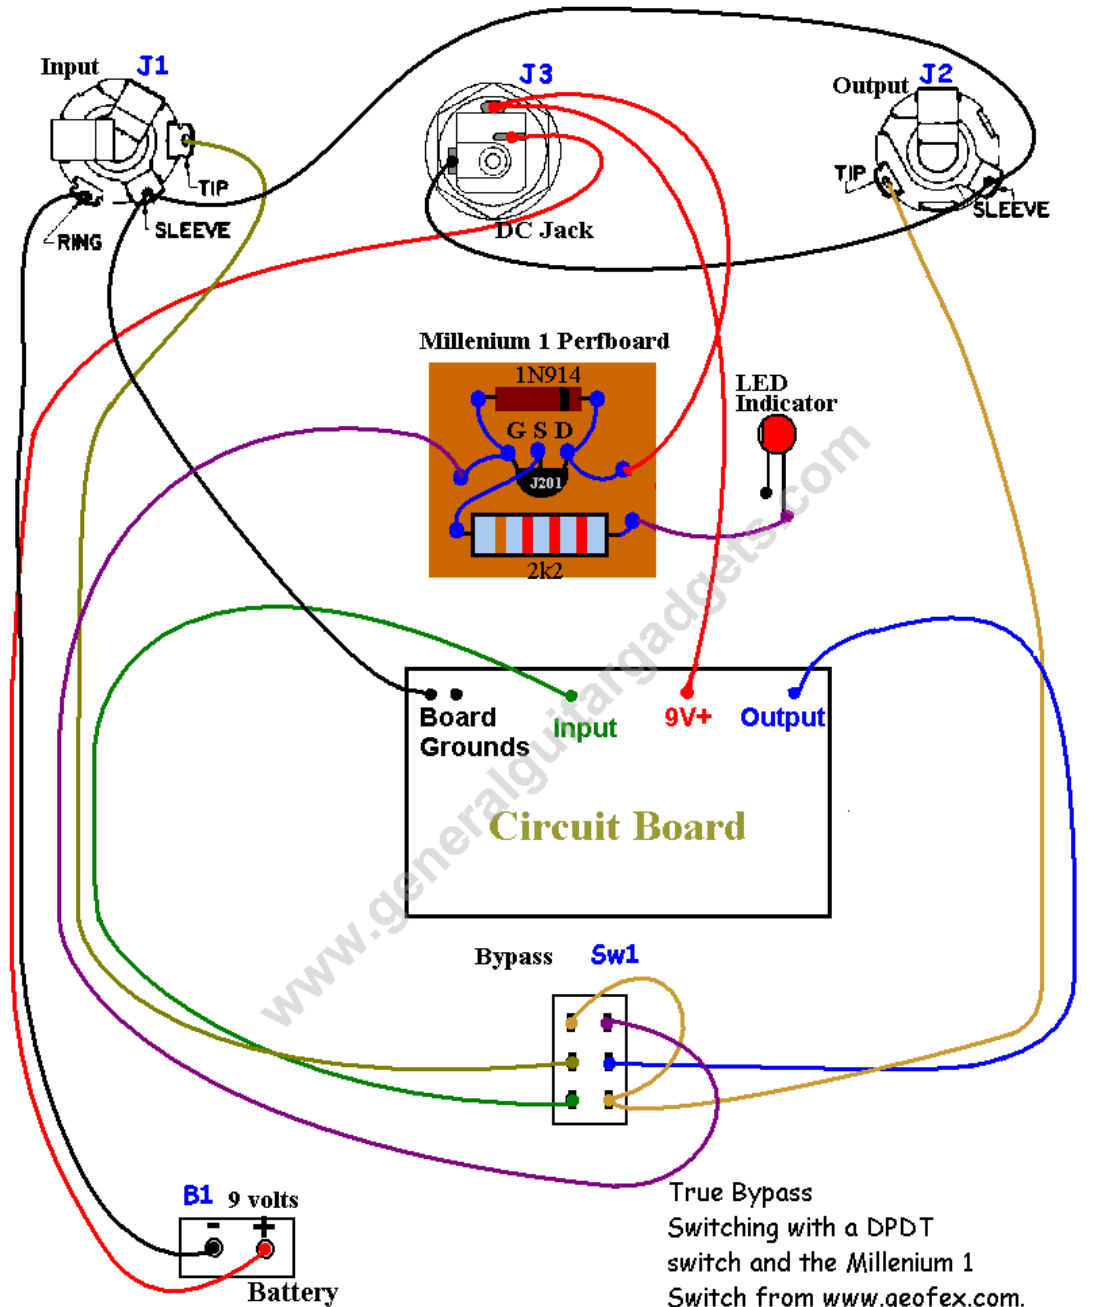 Input J1
J3
Output J2
TIP
RING
SLEEVE
DC Jack
TIP
SLEEVE
Millenium 1 Perfboard
1N914
G S D
J201
2k2
LED
Indicator
Board
Grounds
Input
9V+
Output
Circuit Board
www.generalguitargadgets.com
Bypass Sw1
B1 9 volts
- +
Battery
True Bypass
Switching with a DPDT
switch and the Millenium 1
Switch from www.geofex.com.